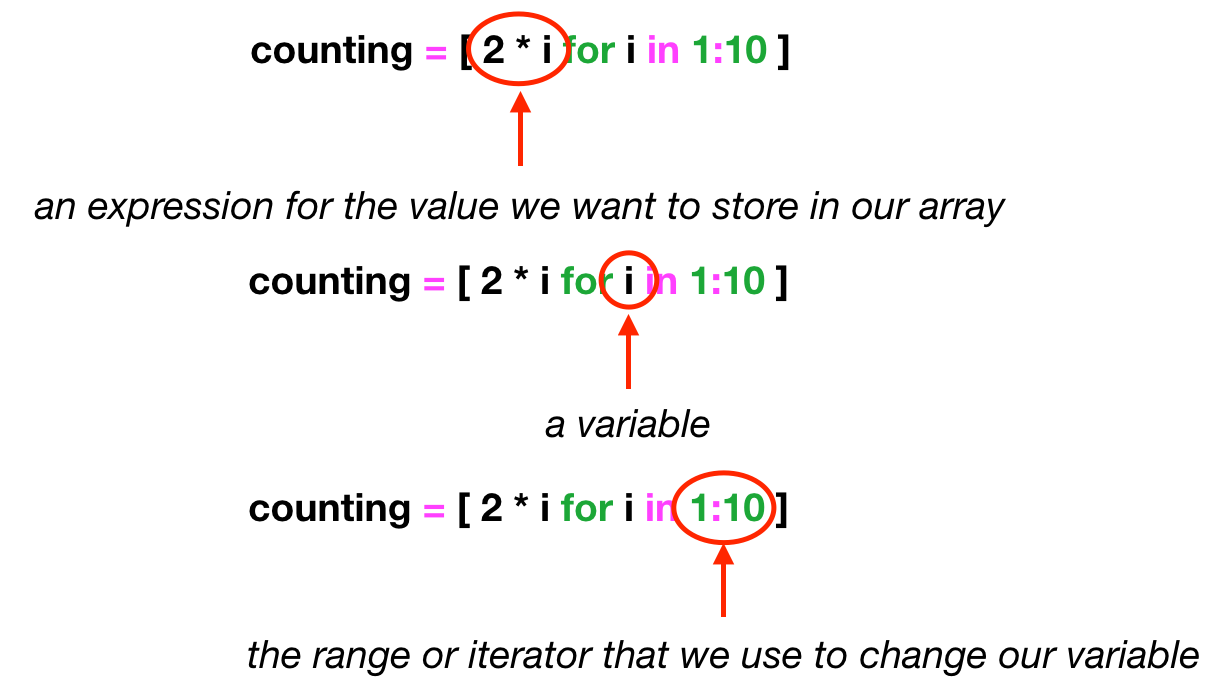 counting = [ 2 * i for i in 1:10 ]
an expression for the value we want to store in our array
counting = [ 2 * i for i in 1:10 ]
a variable
counting = [ 2 * i for i in 1:10 ]
the range or iterator that we use to change our variable